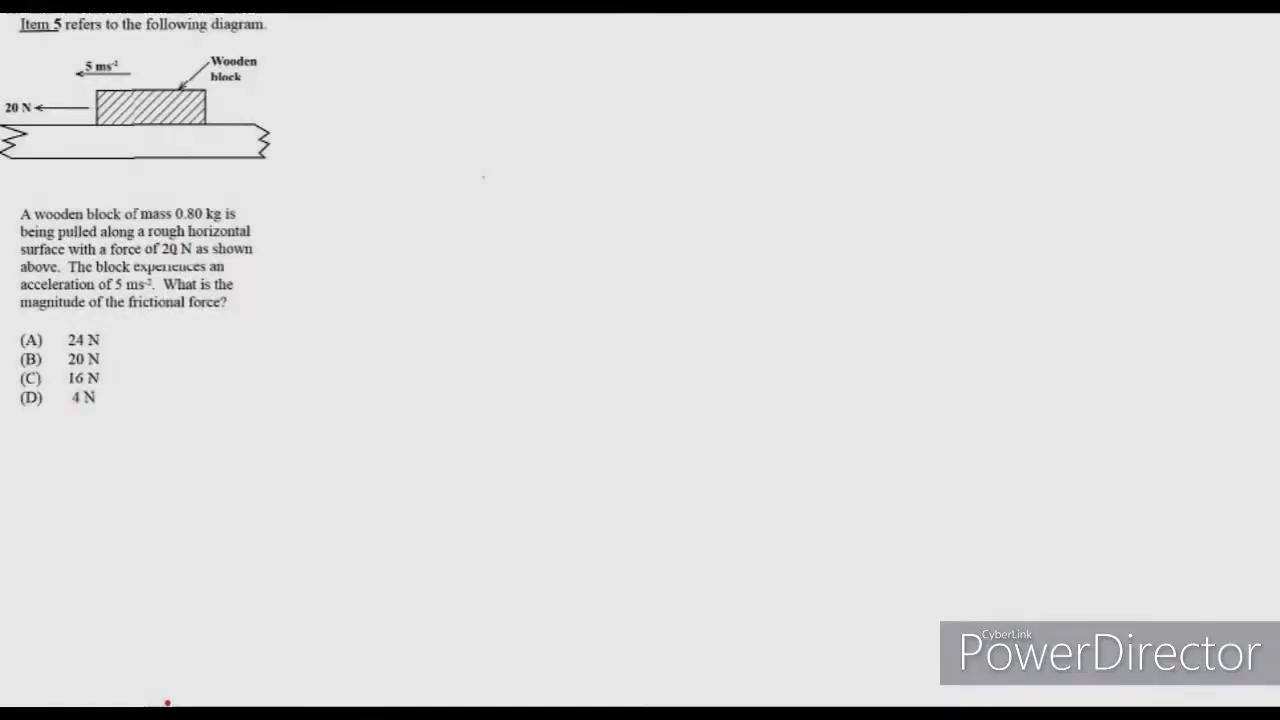 Item 5 refers to the following diagram.
5 ms⁻²
Wooden
block
20 N
A wooden block of mass 0.80 kg is
being pulled along a rough horizontal
surface with a force of 20 N as shown
above. The block experiences an
acceleration of 5 ms⁻². What is the
magnitude of the frictional force?
(A) 24 N
(B) 20 N
(C) 16 N
(D) 4 N
CyberLink
PowerDirector